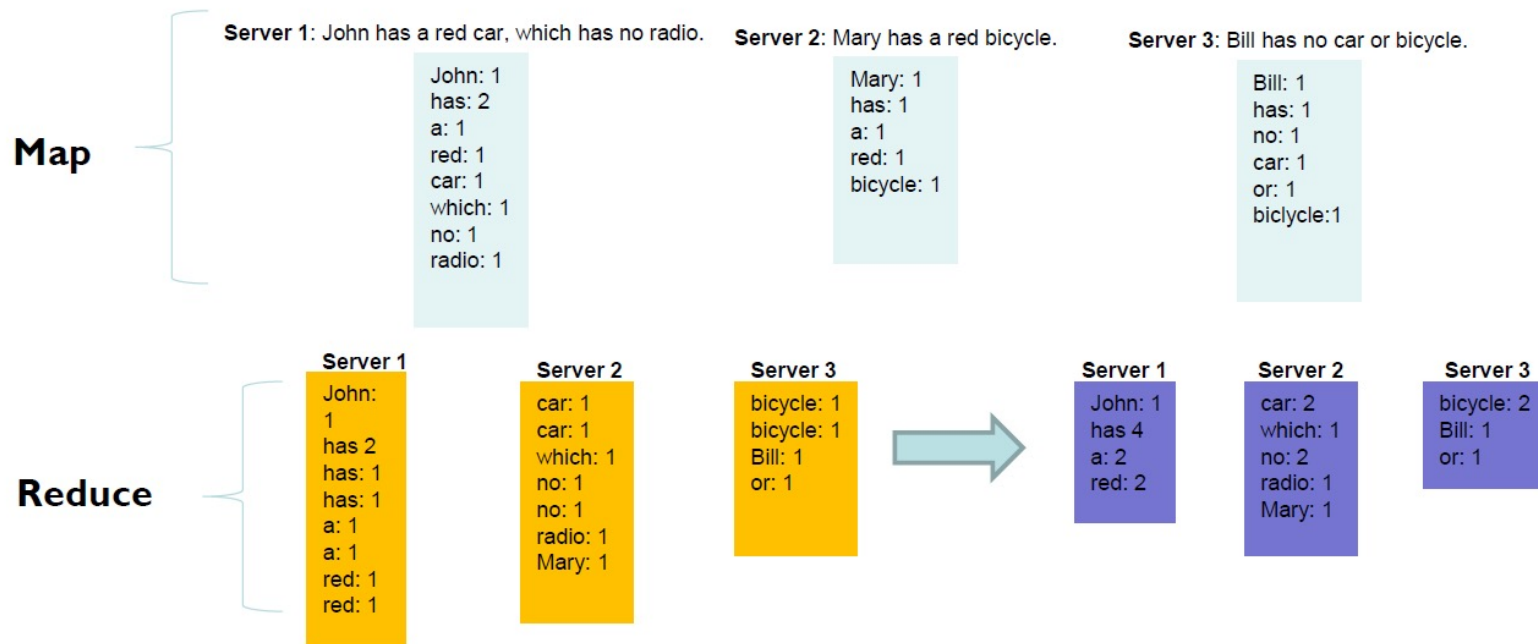 Map
Server 1: John has a red car, which has no radio.
John: 1
has: 2
a: 1
red: 1
car: 1
which: 1
no: 1
radio: 1
Server 2: Mary has a red bicycle.
Mary: 1
has: 1
a: 1
red: 1
bicycle: 1
Server 3: Bill has no car or bicycle.
Bill: 1
has: 1
no: 1
car: 1
or: 1
biclycle:1
Reduce
Server 1
John:
1
has 2
has: 1
has: 1
a: 1
a: 1
red: 1
red: 1
Server 2
car: 1
car: 1
which: 1
no: 1
no: 1
radio: 1
Mary: 1
Server 3
bicycle: 1
bicycle: 1
Bill: 1
or: 1
Server 1
John: 1
has 4
a: 2
red: 2
Server 2
car: 2
which: 1
no: 2
radio: 1
Mary: 1
Server 3
bicycle: 2
Bill: 1
or: 1